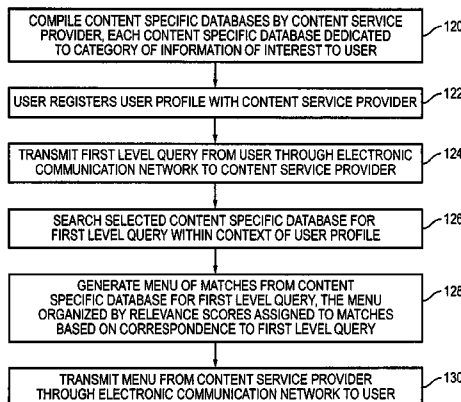 COMPILE CONTENT SPECIFIC DATABASES BY CONTENT SERVICE
PROVIDER, EACH CONTENT SPECIFIC DATABASE DEDICATED
TO CATEGORY OF INFORMATION OF INTEREST TO USER
120
USER REGISTERS USER PROFILE WITH CONTENT SERVICE PROVIDER
122
TRANSMIT FIRST LEVEL QUERY FROM USER THROUGH ELECTRONIC
COMMUNICATION NETWORK TO CONTENT SERVICE PROVIDER
124
SEARCH SELECTED CONTENT SPECIFIC DATABASE FOR
FIRST LEVEL QUERY WITHIN CONTEXT OF USER PROFILE
126
GENERATE MENU OF MATCHES FROM CONTENT
SPECIFIC DATABASE FOR FIRST LEVEL QUERY, THE MENU
ORGANIZED BY RELEVANCE SCORES ASSIGNED TO MATCHES
BASED ON CORRESPONDENCE TO FIRST LEVEL QUERY
128
TRANSMIT MENU FROM CONTENT SERVICE PROVIDER
THROUGH ELECTRONIC COMMUNICATION NETWORK TO USER
130